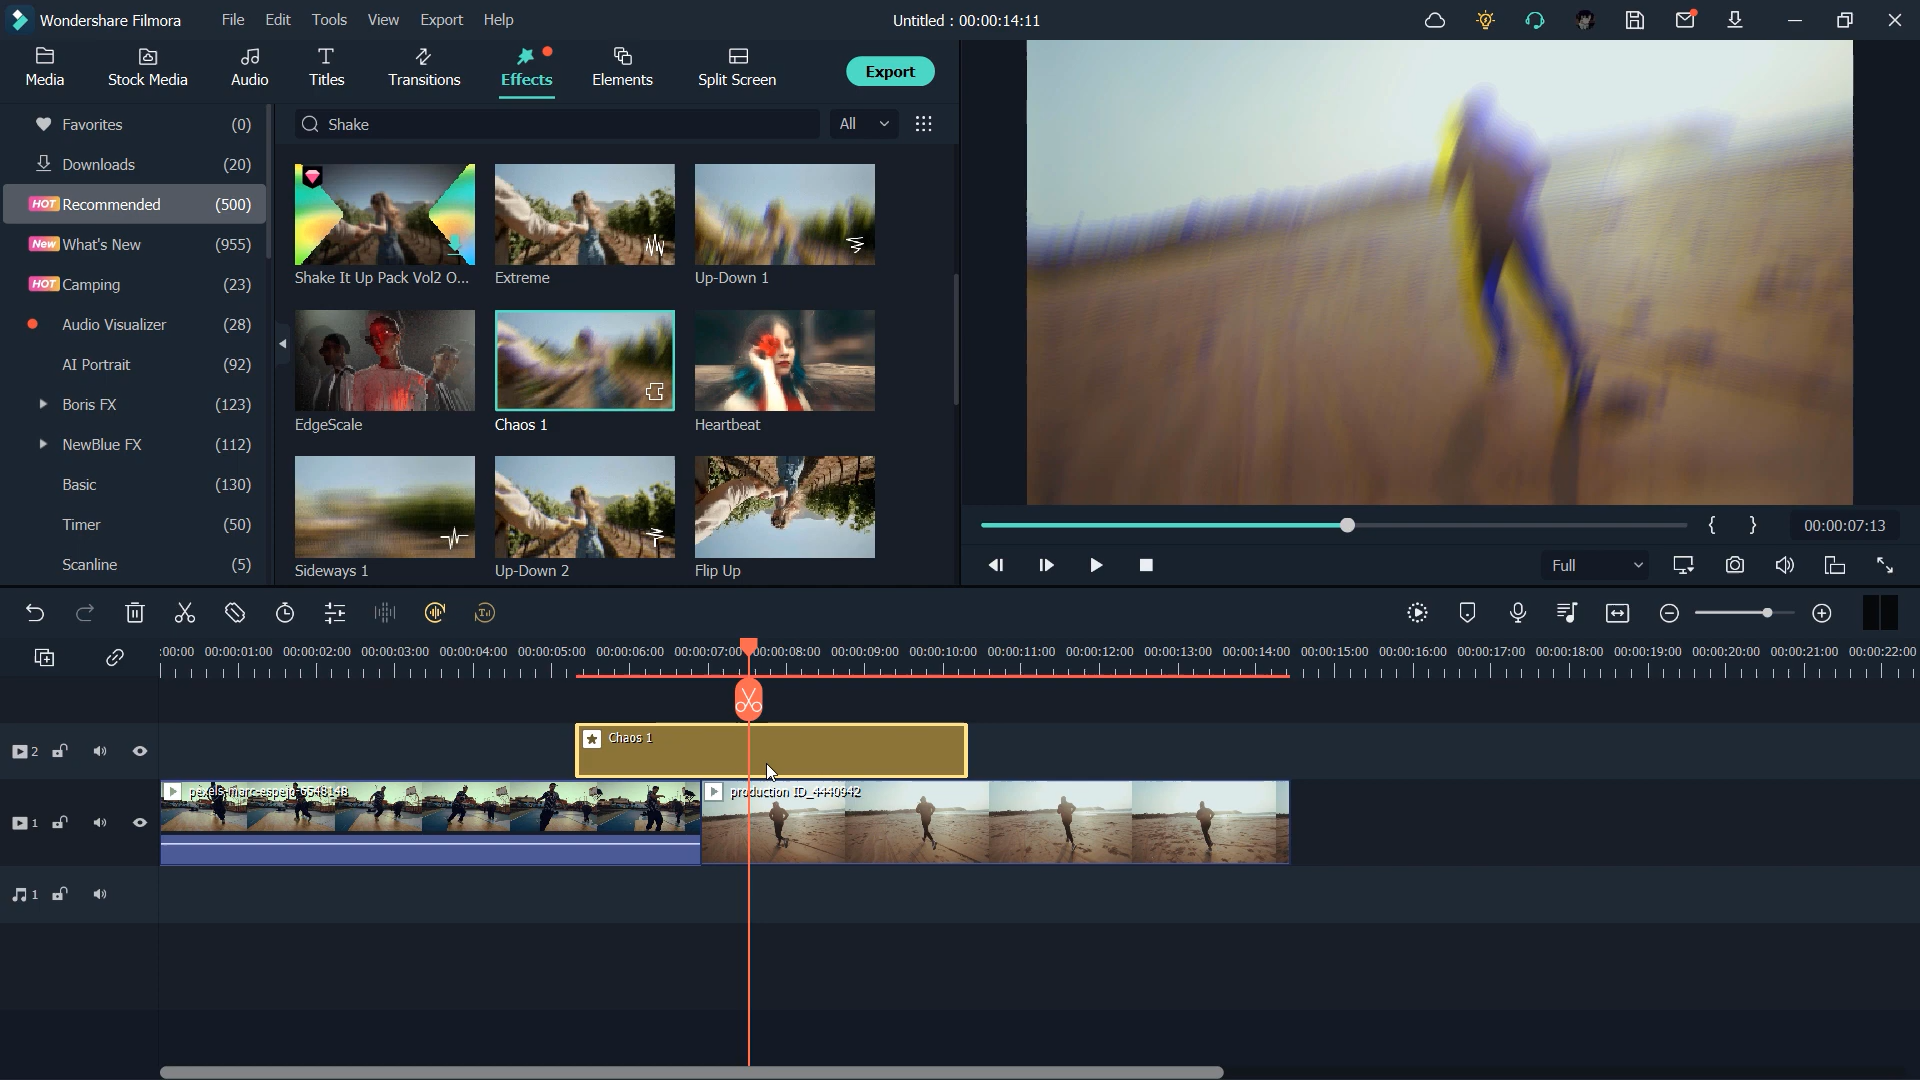 Wondershare Filmora
File Edit Tools View Export Help
Untitled : 00:00:14:11
Media Stock Media Audio Titles Transitions Effects Elements Split Screen
Export
Favorites (0)
Downloads (20)
HOT Recommended (500)
New What's New (955)
HOT Camping (23)
Audio Visualizer (28)
AI Portrait (92)
Boris FX (123)
NewBlue FX (112)
Basic (130)
Timer (50)
Scanline (5)
Shake
All
Shake It Up Pack Vol2 O... Extreme Up-Down 1
EdgeScale Chaos 1 Heartbeat
Sideways 1 Up-Down 2 Flip Up
{ } 00:00:07:13
Full
:00:00 00:00:01:00 00:00:02:00 00:00:03:00 00:00:04:00 00:00:05:00 00:00:06:00 00:00:07:00 00:00:08:00 00:00:09:00 00:00:10:00 00:00:11:00 00:00:12:00 00:00:13:00 00:00:14:00 00:00:15:00 00:00:16:00 00:00:17:00 00:00:18:00 00:00:19:00 00:00:20:00 00:00:21:00 00:00:22:00
2
Chaos 1
pexels-marc-espejo-6548148 production ID_4440942
1
1